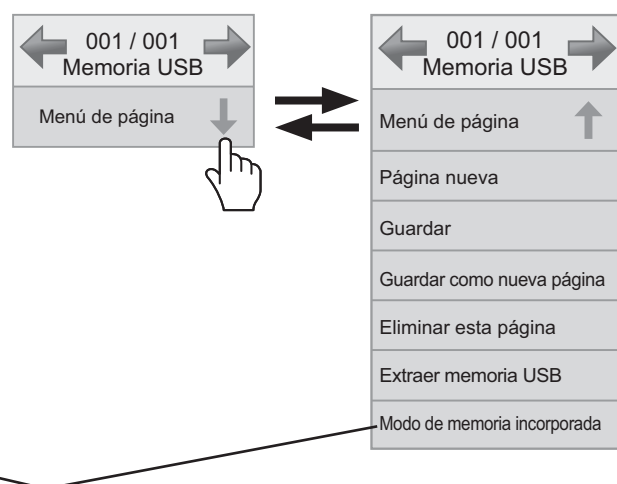 001 / 001
Memoria USB
Menú de página
001 / 001
Memoria USB
Menú de página
Página nueva
Guardar
Guardar como nueva página
Eliminar esta página
Extraer memoria USB
Modo de memoria incorporada